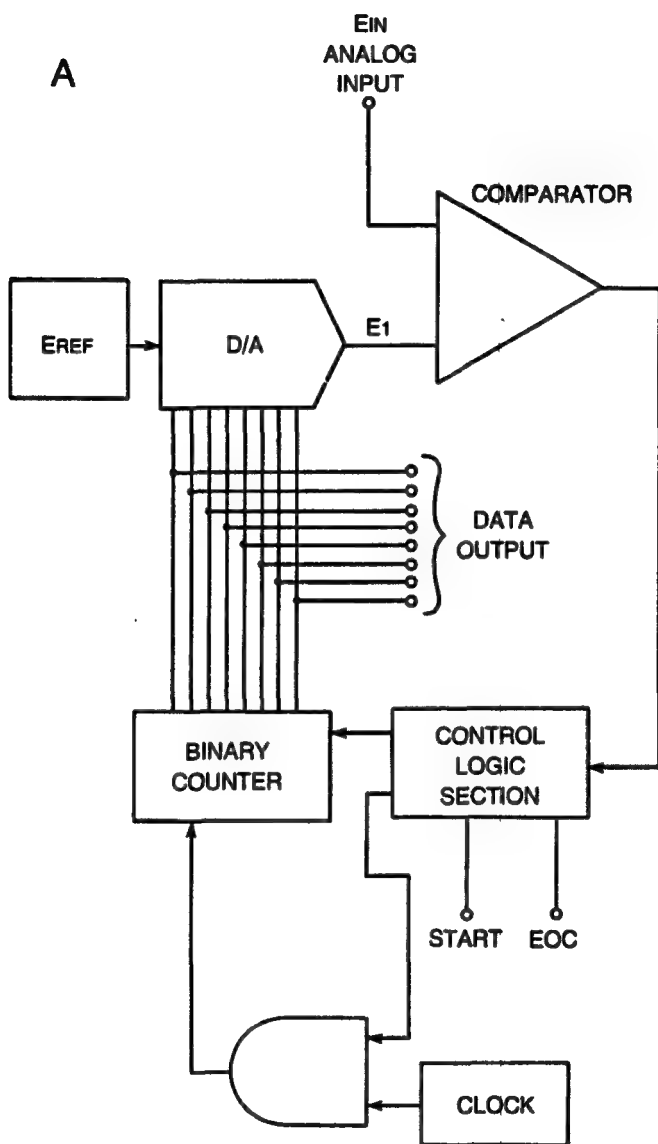 A
EIN
ANALOG
INPUT
COMPARATOR
EREF
D/A
E1
DATA
OUTPUT
BINARY
COUNTER
CONTROL
LOGIC
SECTION
START
EOC
CLOCK